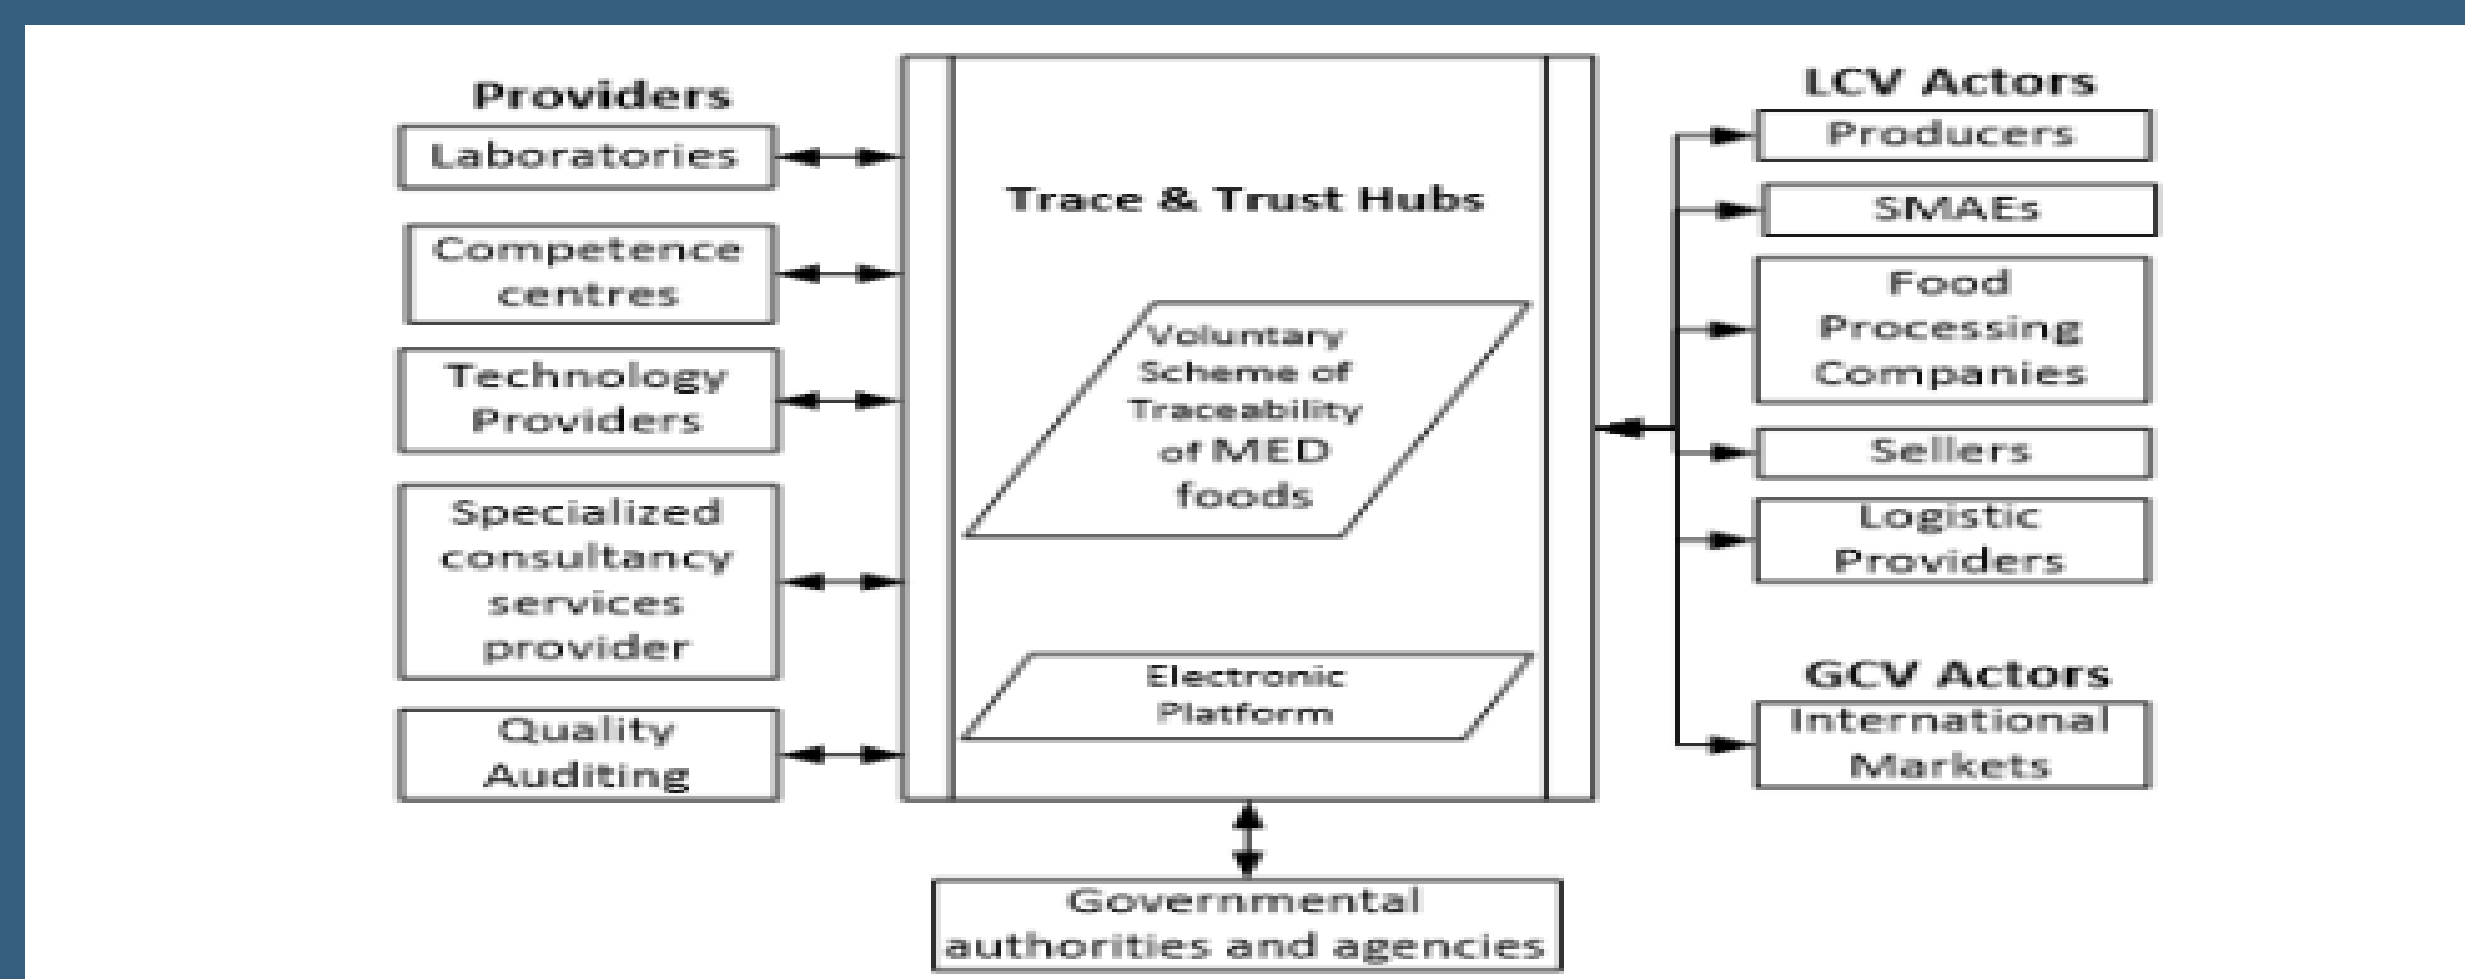 Providers
Laboratories
Competence
centres
Technology
Providers
Specialized
consultancy
services
provider
Quality
Auditing
Trace & Trust Hubs
Voluntary
Scheme of
Traceability
of MED
foods
Electronic
Platform
Governmental
authorities and agencies
LCV Actors
Producers
SMAEs
Food
Processing
Companies
Sellers
Logistic
Providers
GCV Actors
International
Markets